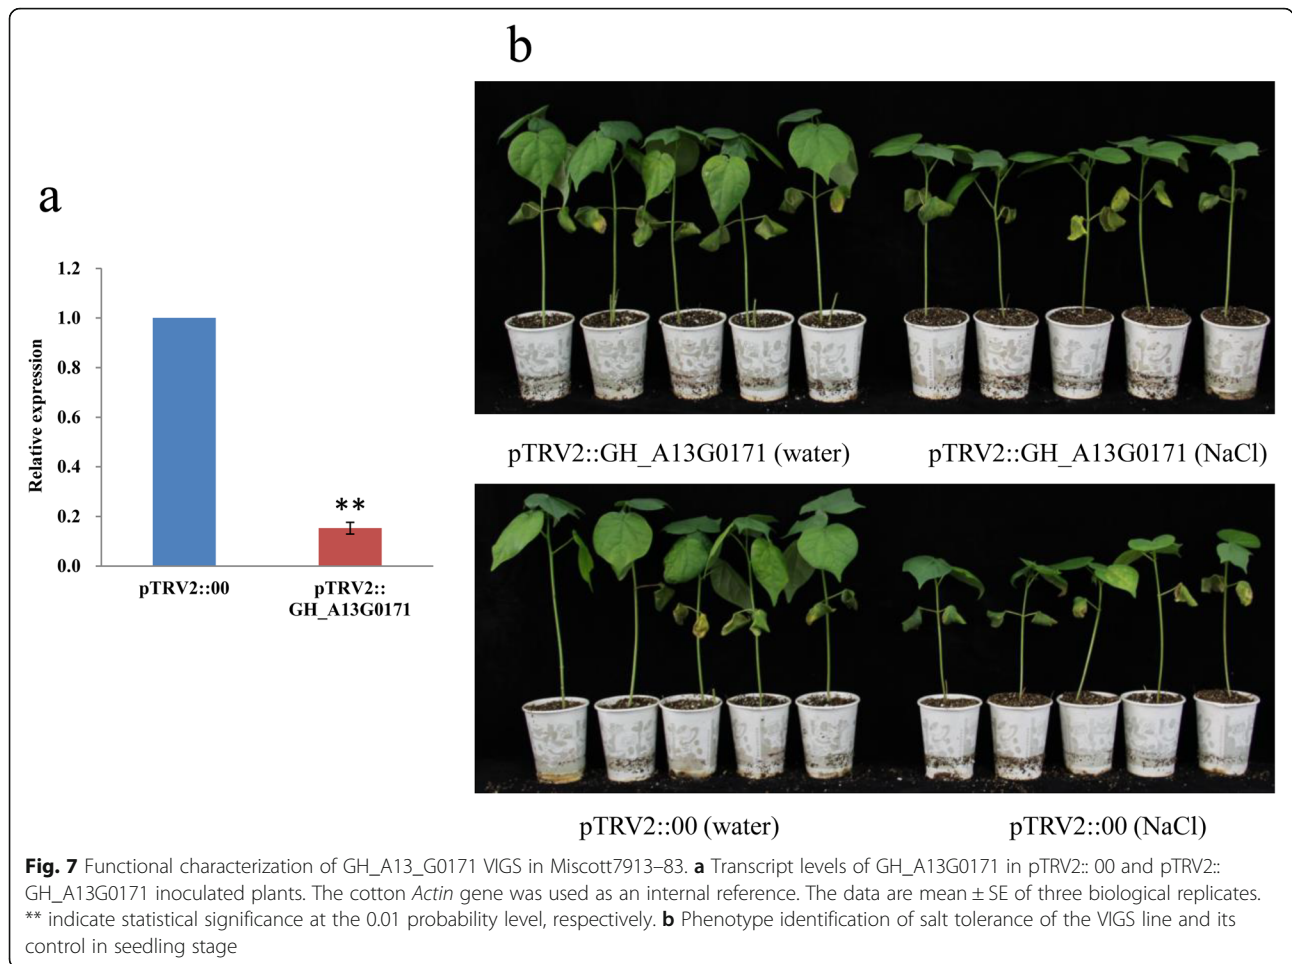 b
a
1.2
1.0
0.8
0.6
0.4
0.2
0.0
Relative expression
**
pTRV2::00
pTRV2::
GH_A13G0171
pTRV2::GH_A13G0171 (water)
pTRV2::GH_A13G0171 (NaCl)
pTRV2::00 (water)
pTRV2::00 (NaCl)
Fig. 7 Functional characterization of GH_A13_G0171 VIGS in Miscott7913–83. a Transcript levels of GH_A13G0171 in pTRV2:: 00 and pTRV2::
GH_A13G0171 inoculated plants. The cotton Actin gene was used as an internal reference. The data are mean ± SE of three biological replicates.
** indicate statistical significance at the 0.01 probability level, respectively. b Phenotype identification of salt tolerance of the VIGS line and its
control in seedling stage